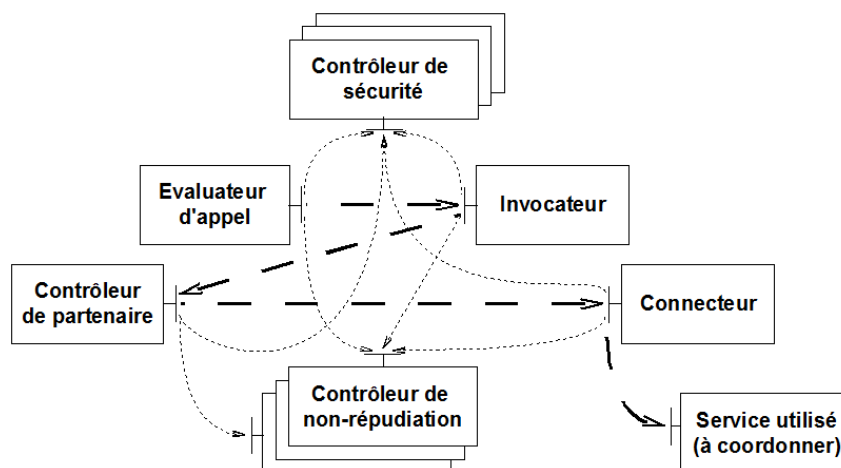 Contrôleur de
sécurité
Evaluateur
d'appel
Invocateur
Contrôleur
de partenaire
Connecteur
Contrôleur de
non-répudiation
Service utilisé
(à coordonner)